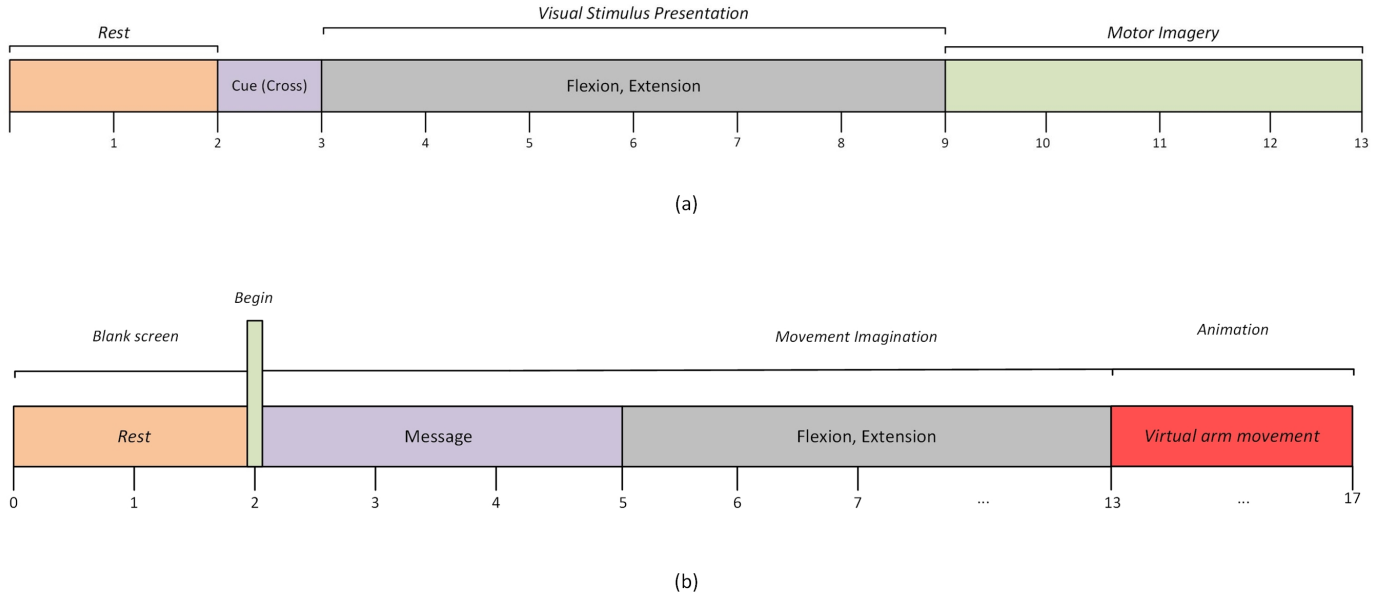 Visual Stimulus Presentation
Rest
Motor Imagery
Cue (Cross)
Flexion, Extension
1 2 3 4 5 6 7 8 9 10 11 12 13
(a)
Begin
Blank screen
Movement Imagination
Animation
Rest
Message
Flexion, Extension
Virtual arm movement
0 1 2 3 4 5 6 7 ... 13 ... 17
(b)